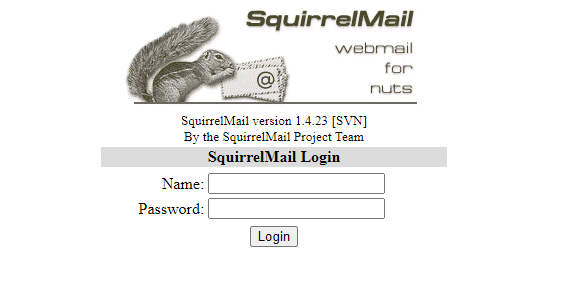 SquirrelMail
webmail
for
nuts
@
SquirrelMail version 1.4.23 [SVN]
By the SquirrelMail Project Team
SquirrelMail Login
Name:
Password:
Login